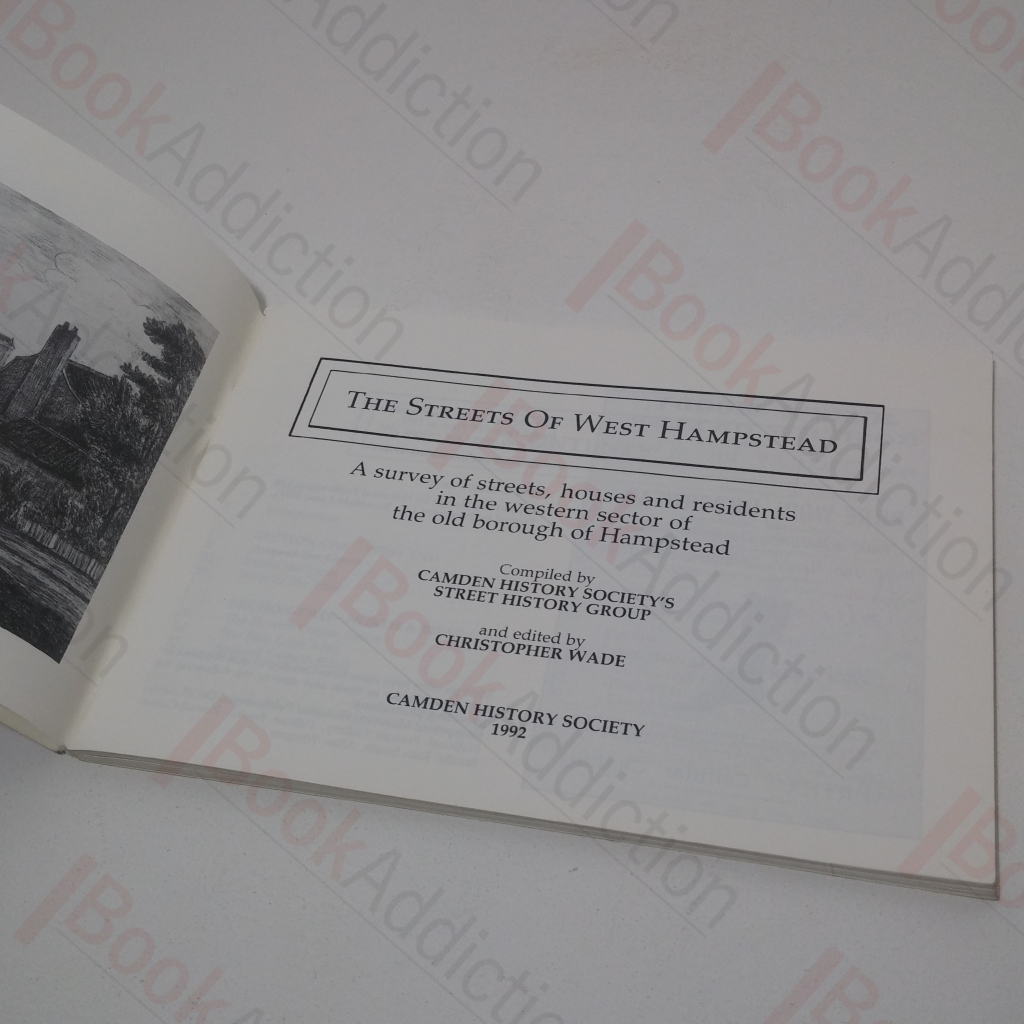 THE STREETS OF WEST HAMPSTEAD
A survey of streets, houses and residents
in the western sector of
the old borough of Hampstead
Compiled by
CAMDEN HISTORY SOCIETY'S
STREET HISTORY GROUP
and edited by
CHRISTOPHER WADE
CAMDEN HISTORY SOCIETY
1992
BookAddiction